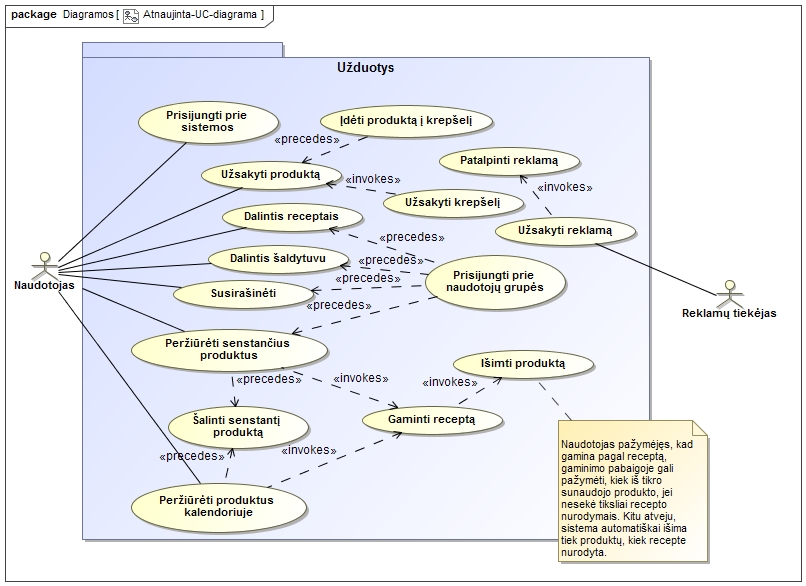 package Diagramos [ Atnaujinta-UC-diagrama ]
Užduotys
Prisijungti prie
sistemos
Įdėti produktą į krepšelį
«precedes»
Užsakyti produktą
«invokes»
Patalpinti reklamą
«invokes»
Užsakyti krepšelį
Dalintis receptais
Užsakyti reklamą
«precedes»
Dalintis šaldytuvu
«precedes»
Prisijungti prie
naudotojų grupės
Naudotojas
«precedes»
Susirašinėti
«precedes»
Reklamų tiekėjas
Peržiūrėti senstančius
produktus
Išimti produktą
«precedes»
«invokes»
«invokes»
Šalinti senstantį
produktą
Gaminti receptą
«precedes»
«invokes»
Peržiūrėti produktus
kalendoriuje
Naudotojas pažymėjęs, kad
gamina pagal receptą,
gaminimo pabaigoje gali
pažymėti, kiek iš tikro
sunaudojo produkto, jei
nesekė tiksliai recepto
nurodymais. Kitu atveju,
sistema automatiškai išima
tiek produktų, kiek recepte
nurodyta.